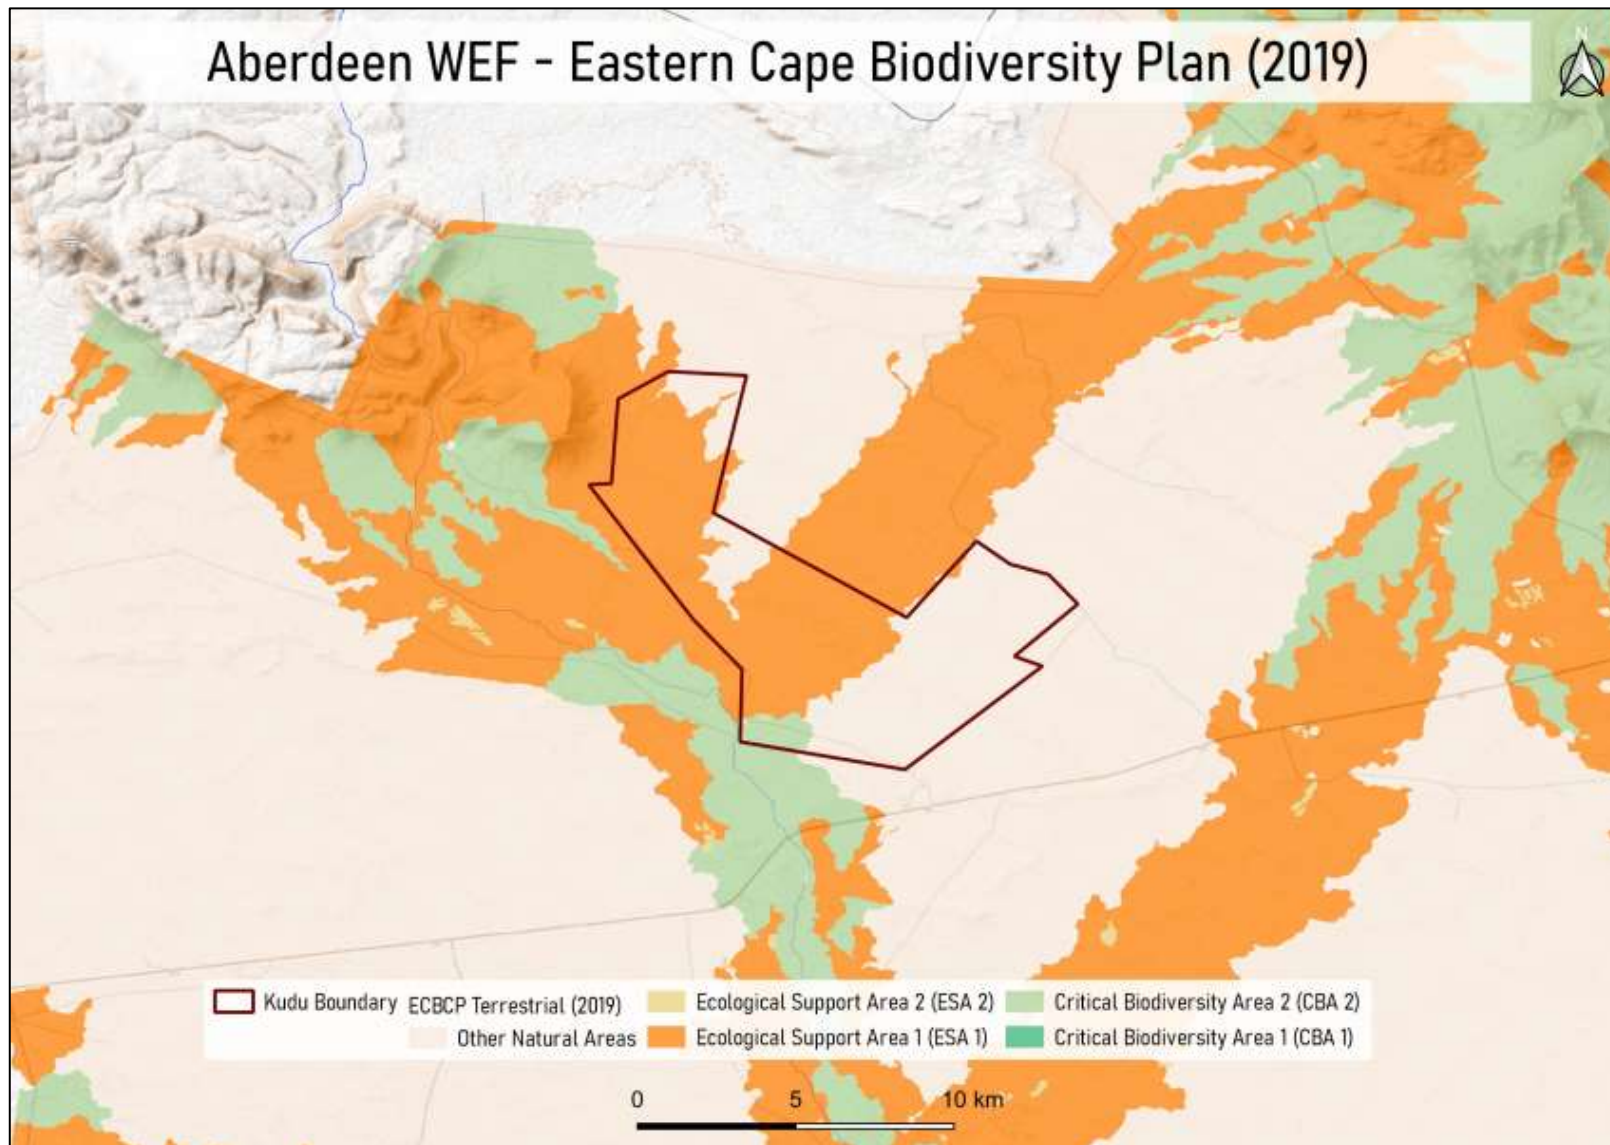 Aberdeen WEF - Eastern Cape Biodiversity Plan (2019)
N
Kudu Boundary
ECBCP Terrestrial (2019)
Other Natural Areas
Ecological Support Area 2 (ESA 2)
Ecological Support Area 1 (ESA 1)
Critical Biodiversity Area 2 (CBA 2)
Critical Biodiversity Area 1 (CBA 1)
0 5 10 km